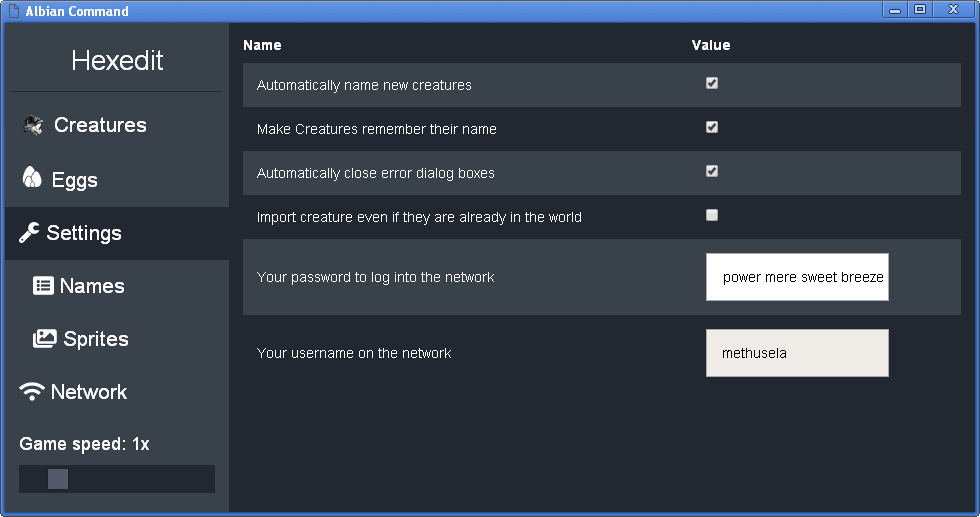 Albian Command
Hexedit
Creatures
Eggs
Settings
Names
Sprites
Network
Game speed: 1x
Name Value
Automatically name new creatures
Make Creatures remember their name
Automatically close error dialog boxes
Import creature even if they are already in the world
Your password to log into the network power mere sweet breeze
Your username on the network methusela